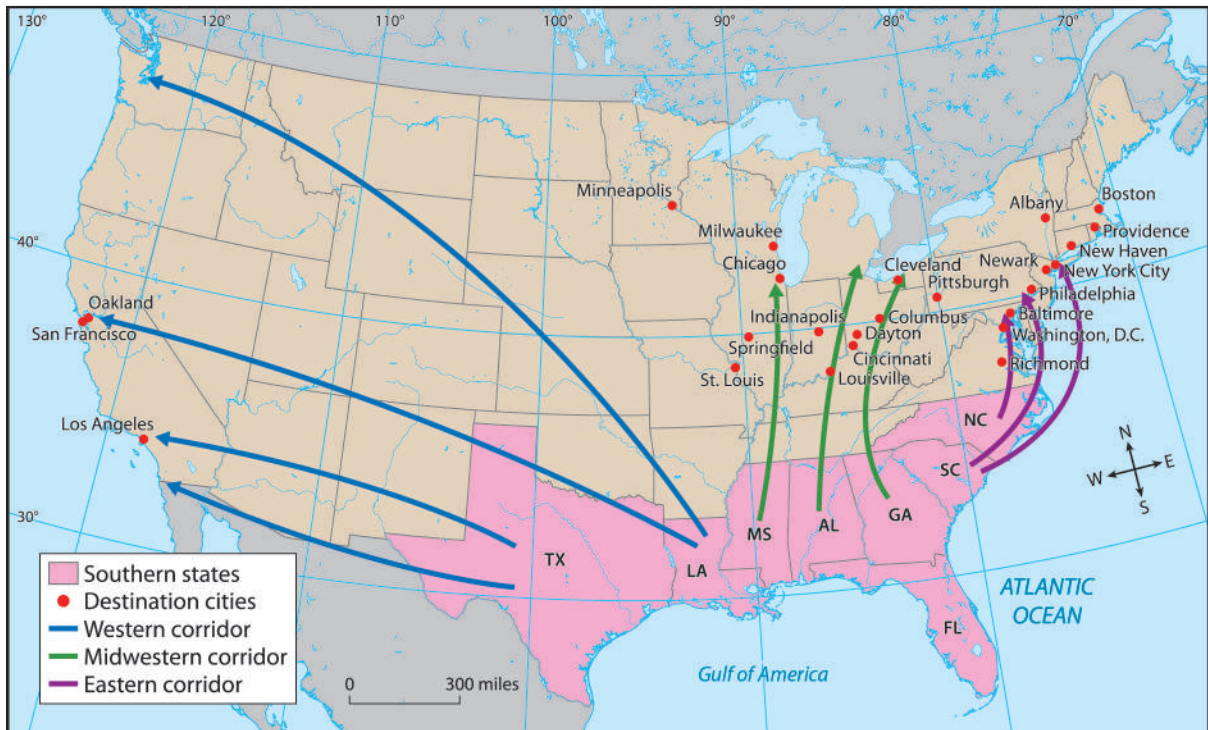 130°
120°
110°
100°
90°
80°
70°
40°
30°
Minneapolis
Milwaukee
Chicago
Indianapolis
Springfield
St. Louis
Cleveland
Pittsburgh
Columbus
Dayton
Cincinnati
Louisville
Albany
Boston
Providence
New Haven
Newark
New York City
Philadelphia
Baltimore
Washington, D.C.
Richmond
Oakland
San Francisco
Los Angeles
NC
SC
GA
AL
MS
LA
TX
FL
N
W
E
S
ATLANTIC
OCEAN
Gulf of America
Southern states
Destination cities
Western corridor
Midwestern corridor
Eastern corridor
0
300 miles